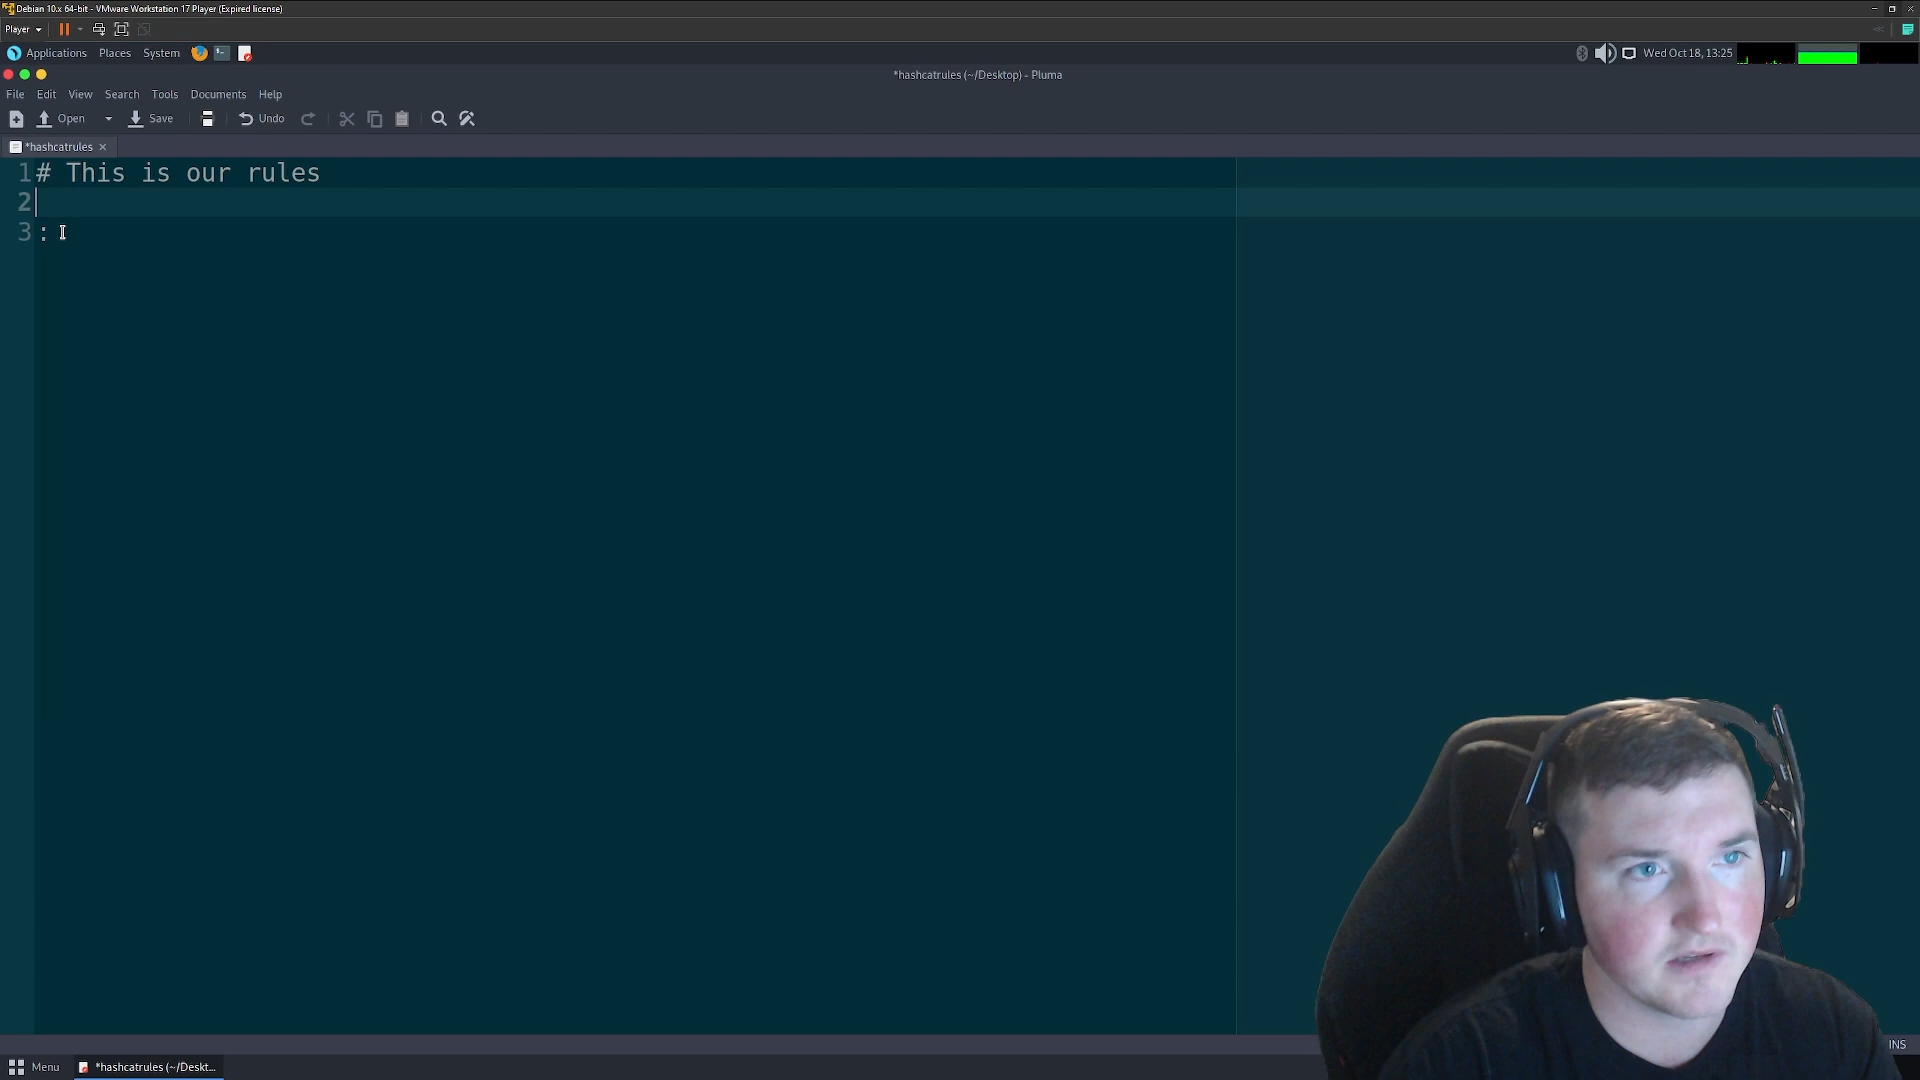 Debian 10.x 64-bit - VMware Workstation 17 Player (Expired license)
Player
Applications Places System
Wed Oct 18, 13:25
*hashcatrules (~/Desktop) - Pluma
File Edit View Search Tools Documents Help
Open Save Undo
*hashcatrules
1 # This is our rules
2
3 :
INS
Menu *hashcatrules (~/Deskt...